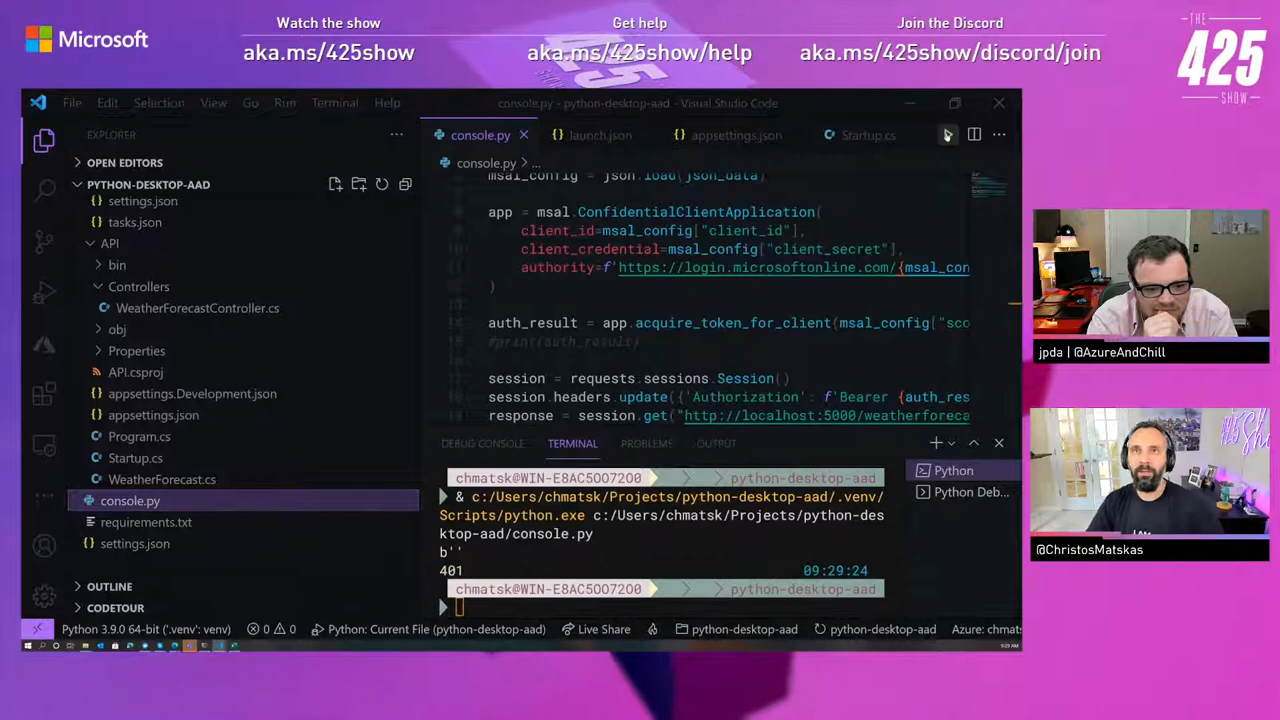 Microsoft
Watch the show
aka.ms/425show
Get help
aka.ms/425show/help
Join the Discord
aka.ms/425show/discord/join
THE
425
SHOW
File Edit Selection View Go Run Terminal Help
console.py - python-desktop-aad - Visual Studio Code
EXPLORER
OPEN EDITORS
PYTHON-DESKTOP-AAD
settings.json
tasks.json
API
bin
Controllers
WeatherForecastController.cs
obj
Properties
API.csproj
appsettings.Development.json
appsettings.json
Program.cs
Startup.cs
WeatherForecast.cs
console.py
requirements.txt
settings.json
OUTLINE
CODETOUR
console.py launch.json appsettings.json Startup.cs
console.py > ...
msal_config = json.load(json_data)
app = msal.ConfidentialClientApplication(
client_id=msal_config["client_id"],
client_credential=msal_config["client_secret"],
authority=f'https://login.microsoftonline.com/{msal_con
)
auth_result = app.acquire_token_for_client(msal_config["sco
#print(auth_result)
session = requests.sessions.Session()
session.headers.update({'Authorization': f'Bearer {auth_res
response = session.get("http://localhost:5000/weatherforeca
DEBUG CONSOLE TERMINAL PROBLEMS OUTPUT
chmatsk@WIN-E8AC5007200 python-desktop-aad
& c:/Users/chmatsk/Projects/python-desktop-aad/.venv/
Scripts/python.exe c:/Users/chmatsk/Projects/python-des
ktop-aad/console.py
b''
401 09:29:24
chmatsk@WIN-E8AC5007200 python-desktop-aad
Python
Python Deb...
Python 3.9.0 64-bit ('.venv': venv) 0 0 Python: Current File (python-desktop-aad) Live Share python-desktop-aad python-desktop-aad Azure: chmats
jpda | @AzureAndChill
@ChristosMatskas